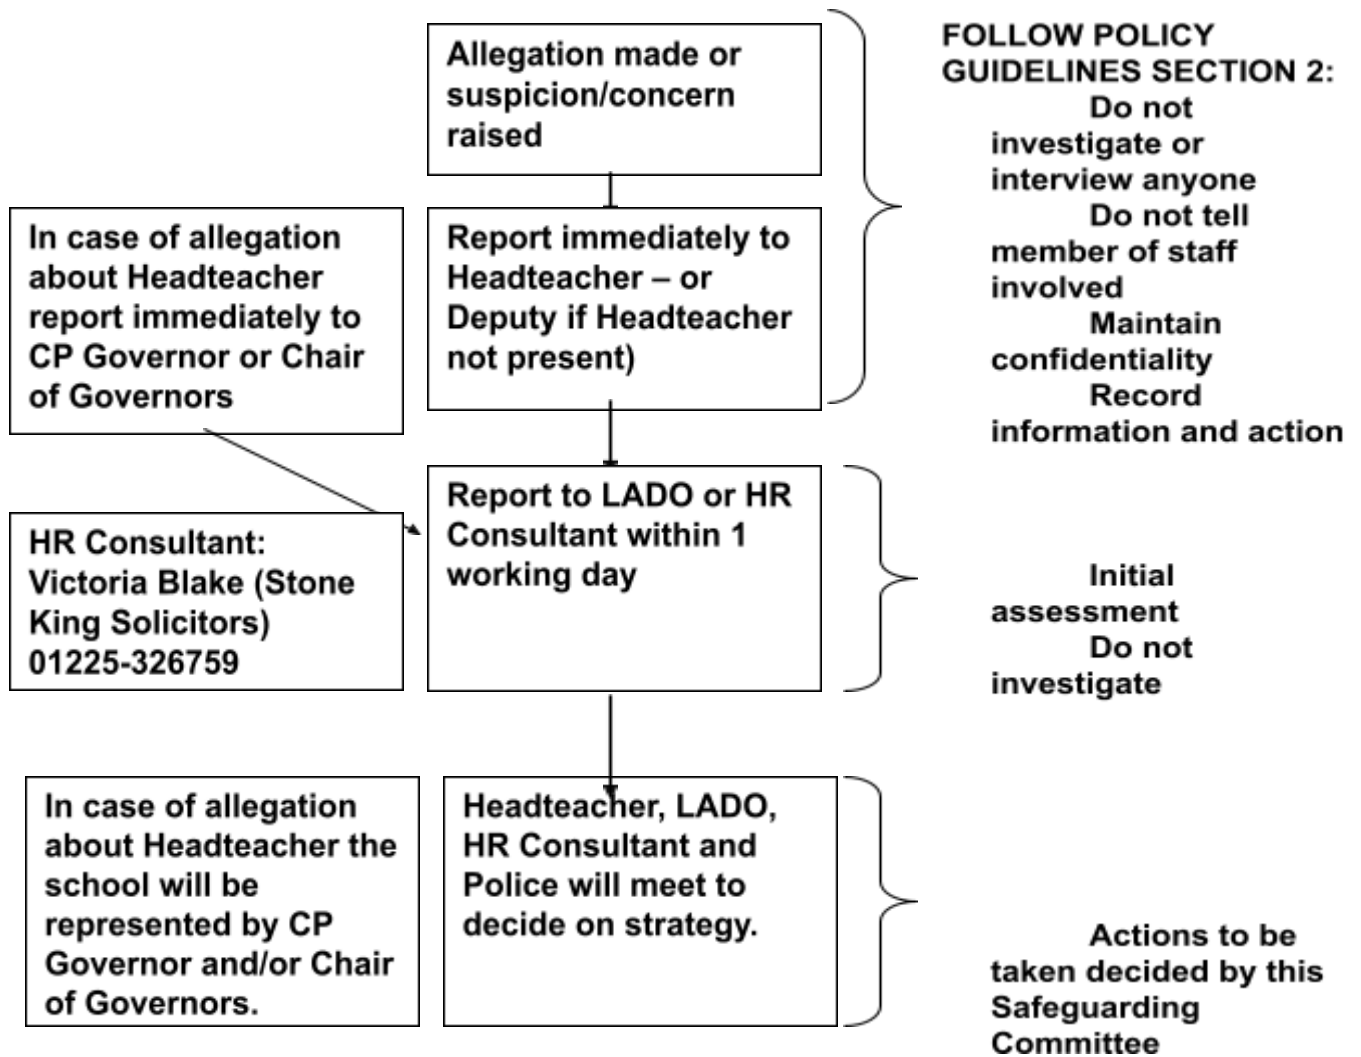 Allegation made or
suspicion/concern
raised
FOLLOW POLICY
GUIDELINES SECTION 2:
Do not
investigate or
interview anyone
Do not tell
member of staff
involved
Maintain
confidentiality
Record
information and action
In case of allegation
about Headteacher
report immediately to
CP Governor or Chair
of Governors
Report immediately to
Headteacher – or
Deputy if Headteacher
not present)
HR Consultant:
Victoria Blake (Stone
King Solicitors)
01225-326759
Report to LADO or HR
Consultant within 1
working day
Initial
assessment
Do not
investigate
In case of allegation
about Headteacher the
school will be
represented by CP
Governor and/or Chair
of Governors.
Headteacher, LADO,
HR Consultant and
Police will meet to
decide on strategy.
Actions to be
taken decided by this
Safeguarding
Committee